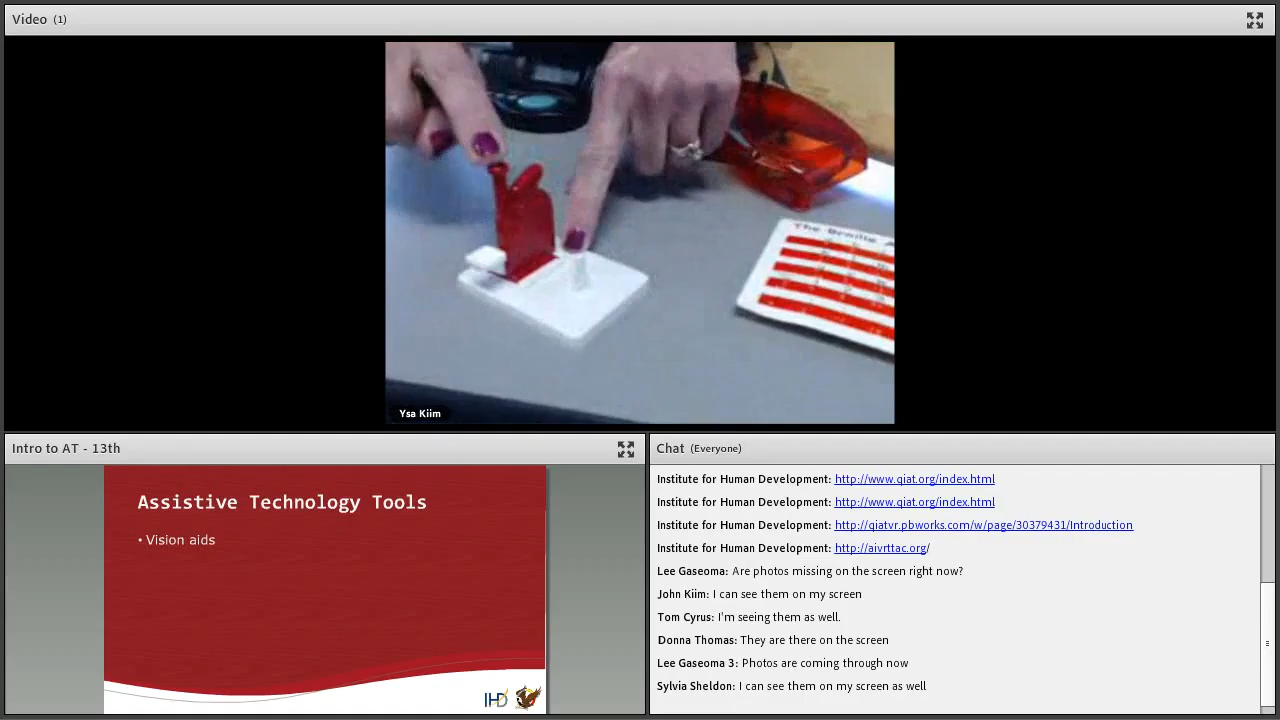 Video (1)
The Braille A
Ysa Kiim
Intro to AT - 13th
Assistive Technology Tools
• Vision aids
IHD
Chat (Everyone)
Institute for Human Development: http://www.qiat.org/index.html
Institute for Human Development: http://www.qiat.org/index.html
Institute for Human Development: http://qiatvr.pbworks.com/w/page/30379431/Introduction
Institute for Human Development: http://aivrttac.org/
Lee Gaseoma: Are photos missing on the screen right now?
John Kiim: I can see them on my screen
Tom Cyrus: I'm seeing them as well.
Donna Thomas: They are there on the screen
Lee Gaseoma 3: Photos are coming through now
Sylvia Sheldon: I can see them on my screen as well